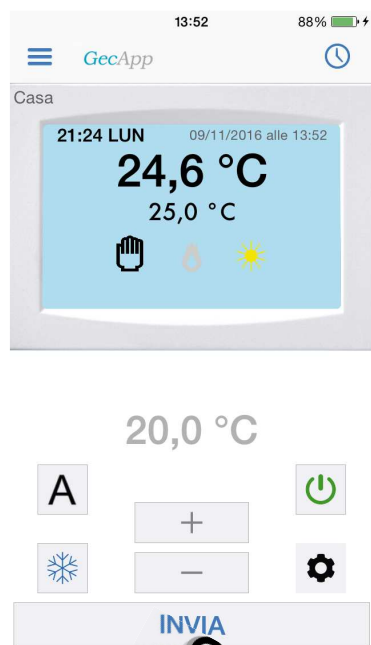 13:52 88%
GecApp
Casa
21:24 LUN 09/11/2016 alle 13:52
24,6 °C
25,0 °C
20,0 °C
A
+
−
INVIA